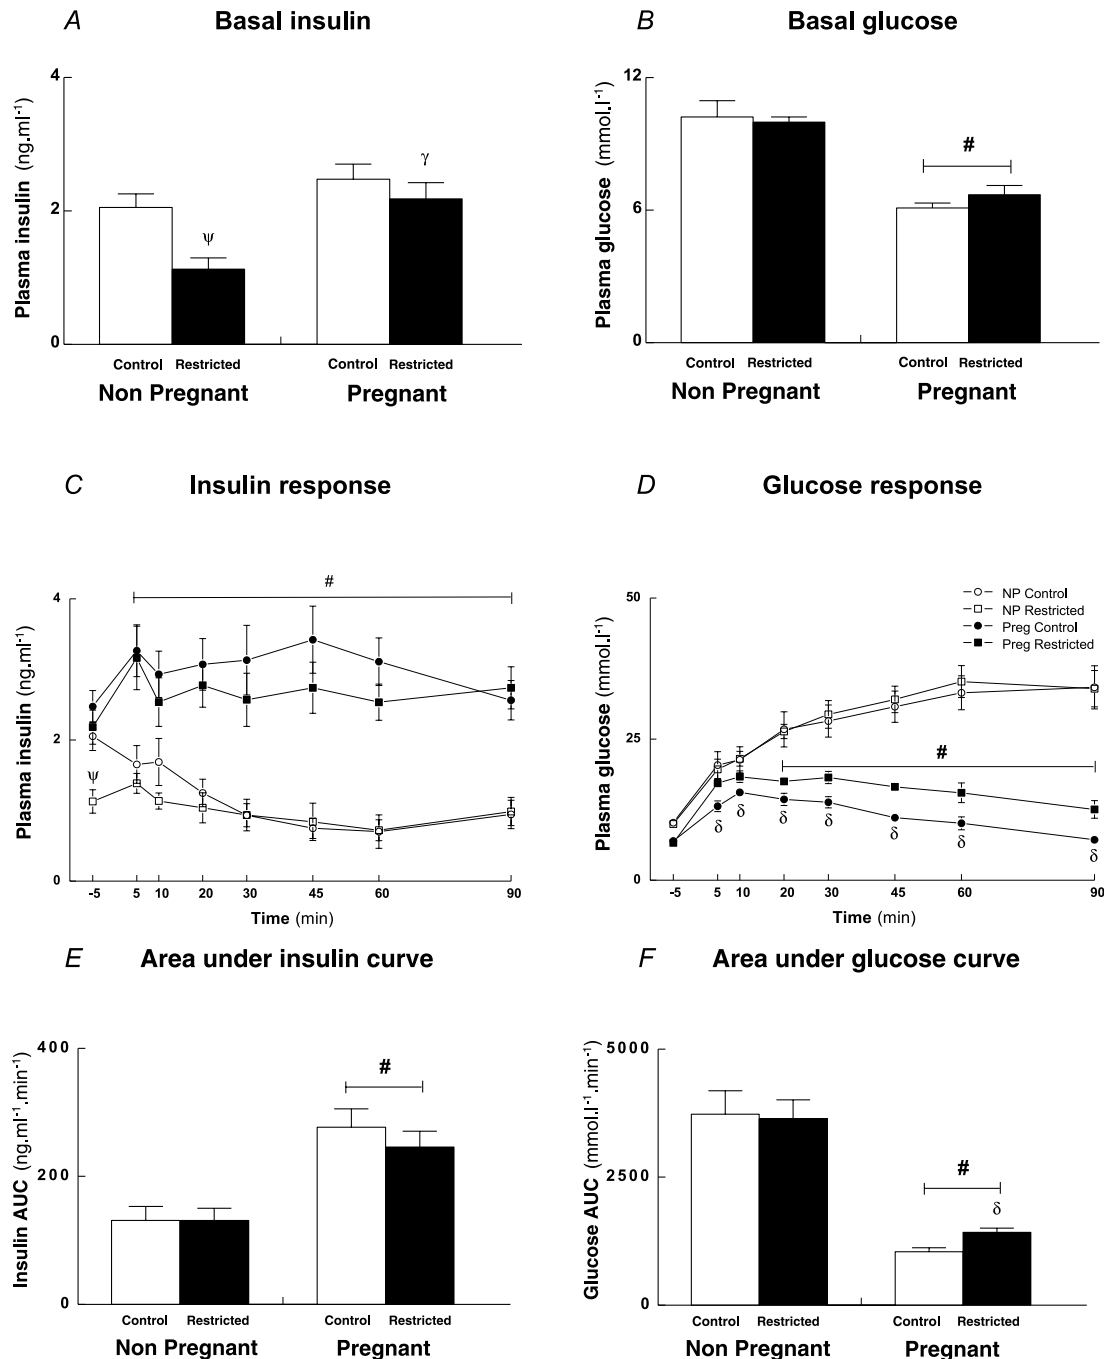 A Basal insulin
B Basal glucose
Plasma insulin (ng.ml⁻¹)
4
2
0
γ
ψ
Control Restricted Control Restricted
Non Pregnant Pregnant
Plasma glucose (mmol.l⁻¹)
12
6
0
#
Control Restricted Control Restricted
Non Pregnant Pregnant
C Insulin response
D Glucose response
Plasma insulin (ng.ml⁻¹)
4
2
0
#
ψ
-5 5 10 20 30 45 60 90
Time (min)
Plasma glucose (mmol.l⁻¹)
50
25
0
NP Control
NP Restricted
Preg Control
Preg Restricted
#
δ δ δ δ δ δ δ
-5 5 10 20 30 45 60 90
Time (min)
E Area under insulin curve
F Area under glucose curve
Insulin AUC (ng.ml⁻¹.min⁻¹)
400
200
0
#
Control Restricted Control Restricted
Non Pregnant Pregnant
Glucose AUC (mmol.l⁻¹.min⁻¹)
5000
2500
0
#
δ
Control Restricted Control Restricted
Non Pregnant Pregnant